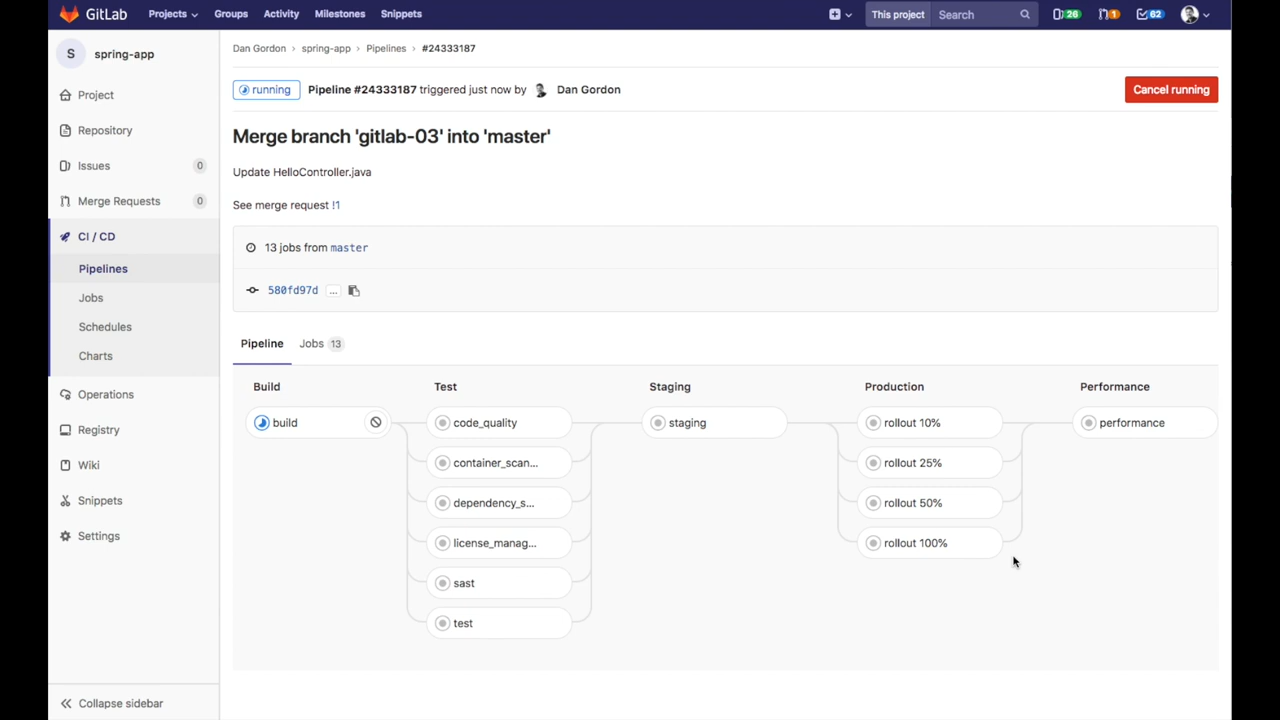 GitLab Projects Groups Activity Milestones Snippets This project Search 26 1 62
S spring-app
Project
Repository
Issues 0
Merge Requests 0
CI / CD
Pipelines
Jobs
Schedules
Charts
Operations
Registry
Wiki
Snippets
Settings
Collapse sidebar
Dan Gordon › spring-app › Pipelines › #24333187
running Pipeline #24333187 triggered just now by Dan Gordon Cancel running
Merge branch 'gitlab-03' into 'master'
Update HelloController.java
See merge request !1
13 jobs from master
580fd97d ...
Pipeline Jobs 13
Build Test Staging Production Performance
build code_quality staging rollout 10% performance
container_scan... rollout 25%
dependency_s... rollout 50%
license_manag... rollout 100%
sast
test